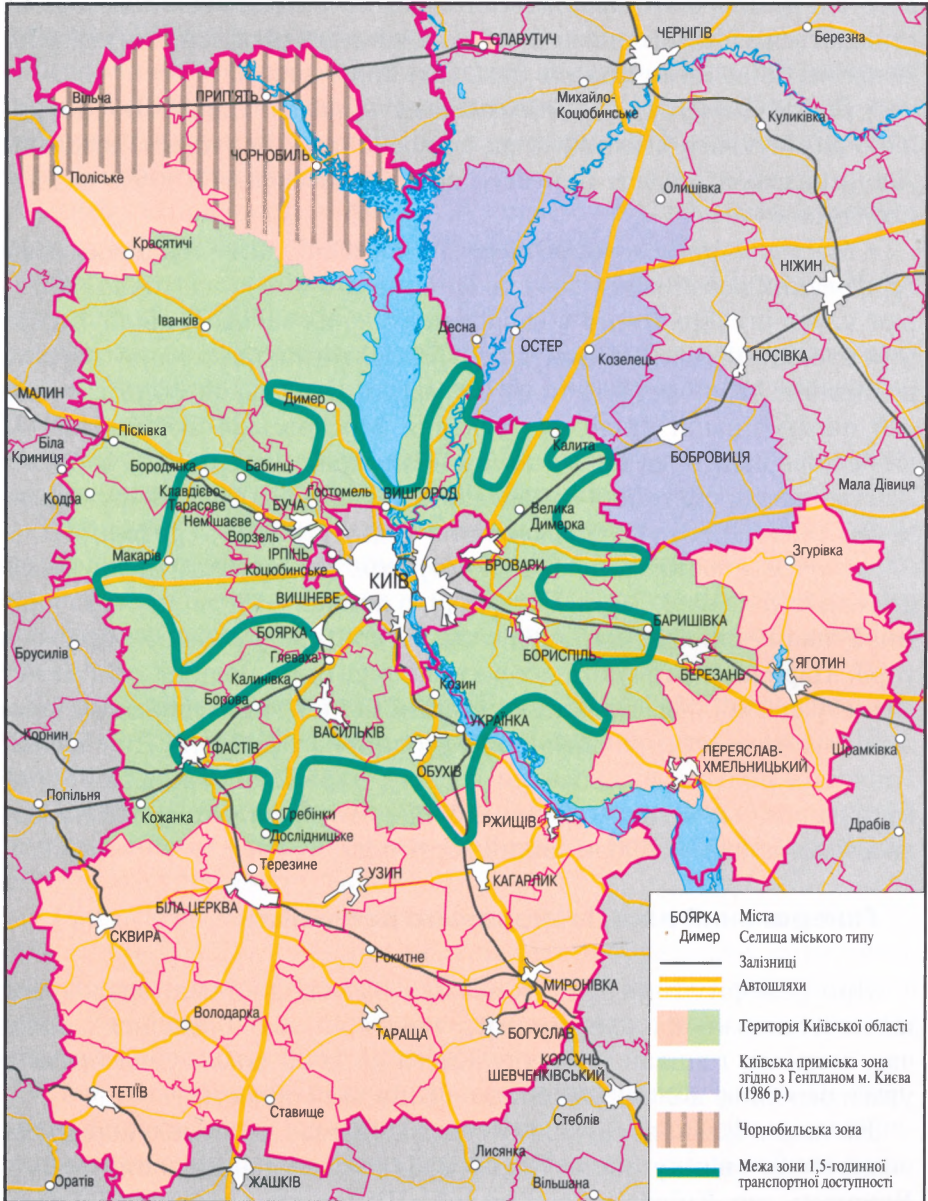 СЛАВУТИЧ
ЧЕРНІГІВ
Березна
Вільча
ПРИП'ЯТЬ
Михайло-
Коцюбинське
Куликівка
ЧОРНОБИЛЬ
Поліське
Олишівка
Красятичі
НІЖИН
Іванків
Десна
ОСТЕР
Козелець
НОСІВКА
МАЛИН
Димер
Пісківка
Калита
Біла
Криниця
БОБРОВИЦЯ
Бородянка
Бабинці
Мала Дівиця
Кодра
Клавдієво-
Тарасове
Гостомель
ВИШГОРОД
БУЧА
Велика
Димерка
Немішаєве
Ворзель
ІРПІНЬ
Коцюбинське
Макарів
КИЇВ
БРОВАРИ
Згурівка
ВИШНЕВЕ
БОЯРКА
БАРИШІВКА
Брусилів
Глеваха
БОРИСПІЛЬ
БЕРЕЗАНЬ
ЯГОТИН
Калинівка
Козин
Борова
УКРАЇНКА
Корнин
ВАСИЛЬКІВ
ФАСТІВ
ОБУХІВ
ПЕРЕЯСЛАВ-
ХМЕЛЬНИЦЬКИЙ
Шрамківка
Попільня
Кожанка
Гребінки
Дослідницьке
РЖИЩІВ
Драбів
Терезине
УЗИН
КАГАРЛИК
БІЛА ЦЕРКВА
СКВИРА
Рокитне
МИРОНІВКА
Володарка
ТАРАЩА
БОГУСЛАВ
КОРСУНЬ-
ШЕВЧЕНКІВСЬКИЙ
ТЕТІЇВ
Ставище
Стеблів
Лисянка
Оратів
ЖАШКІВ
Вільшана
БОЯРКА Міста
Димер Селища міського типу
Залізниці
Автошляхи
Територія Київської області
Київська приміська зона
згідно з Генпланом м. Києва
(1986 р.)
Чорнобильська зона
Межа зони 1,5-годинної
транспортної доступності